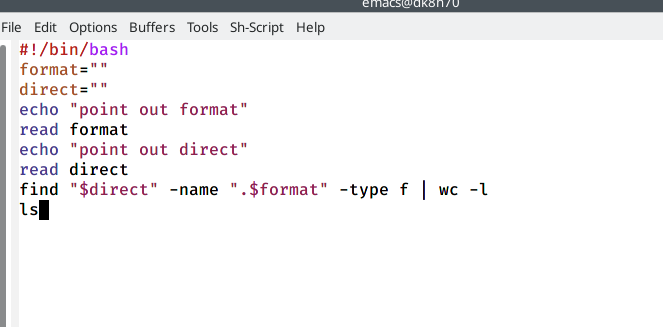 emacs@dk8n70
File Edit Options Buffers Tools Sh-Script Help
#!/bin/bash
format=""
direct=""
echo "point out format"
read format
echo "point out direct"
read direct
find "$direct" -name ".$format" -type f | wc -l
ls